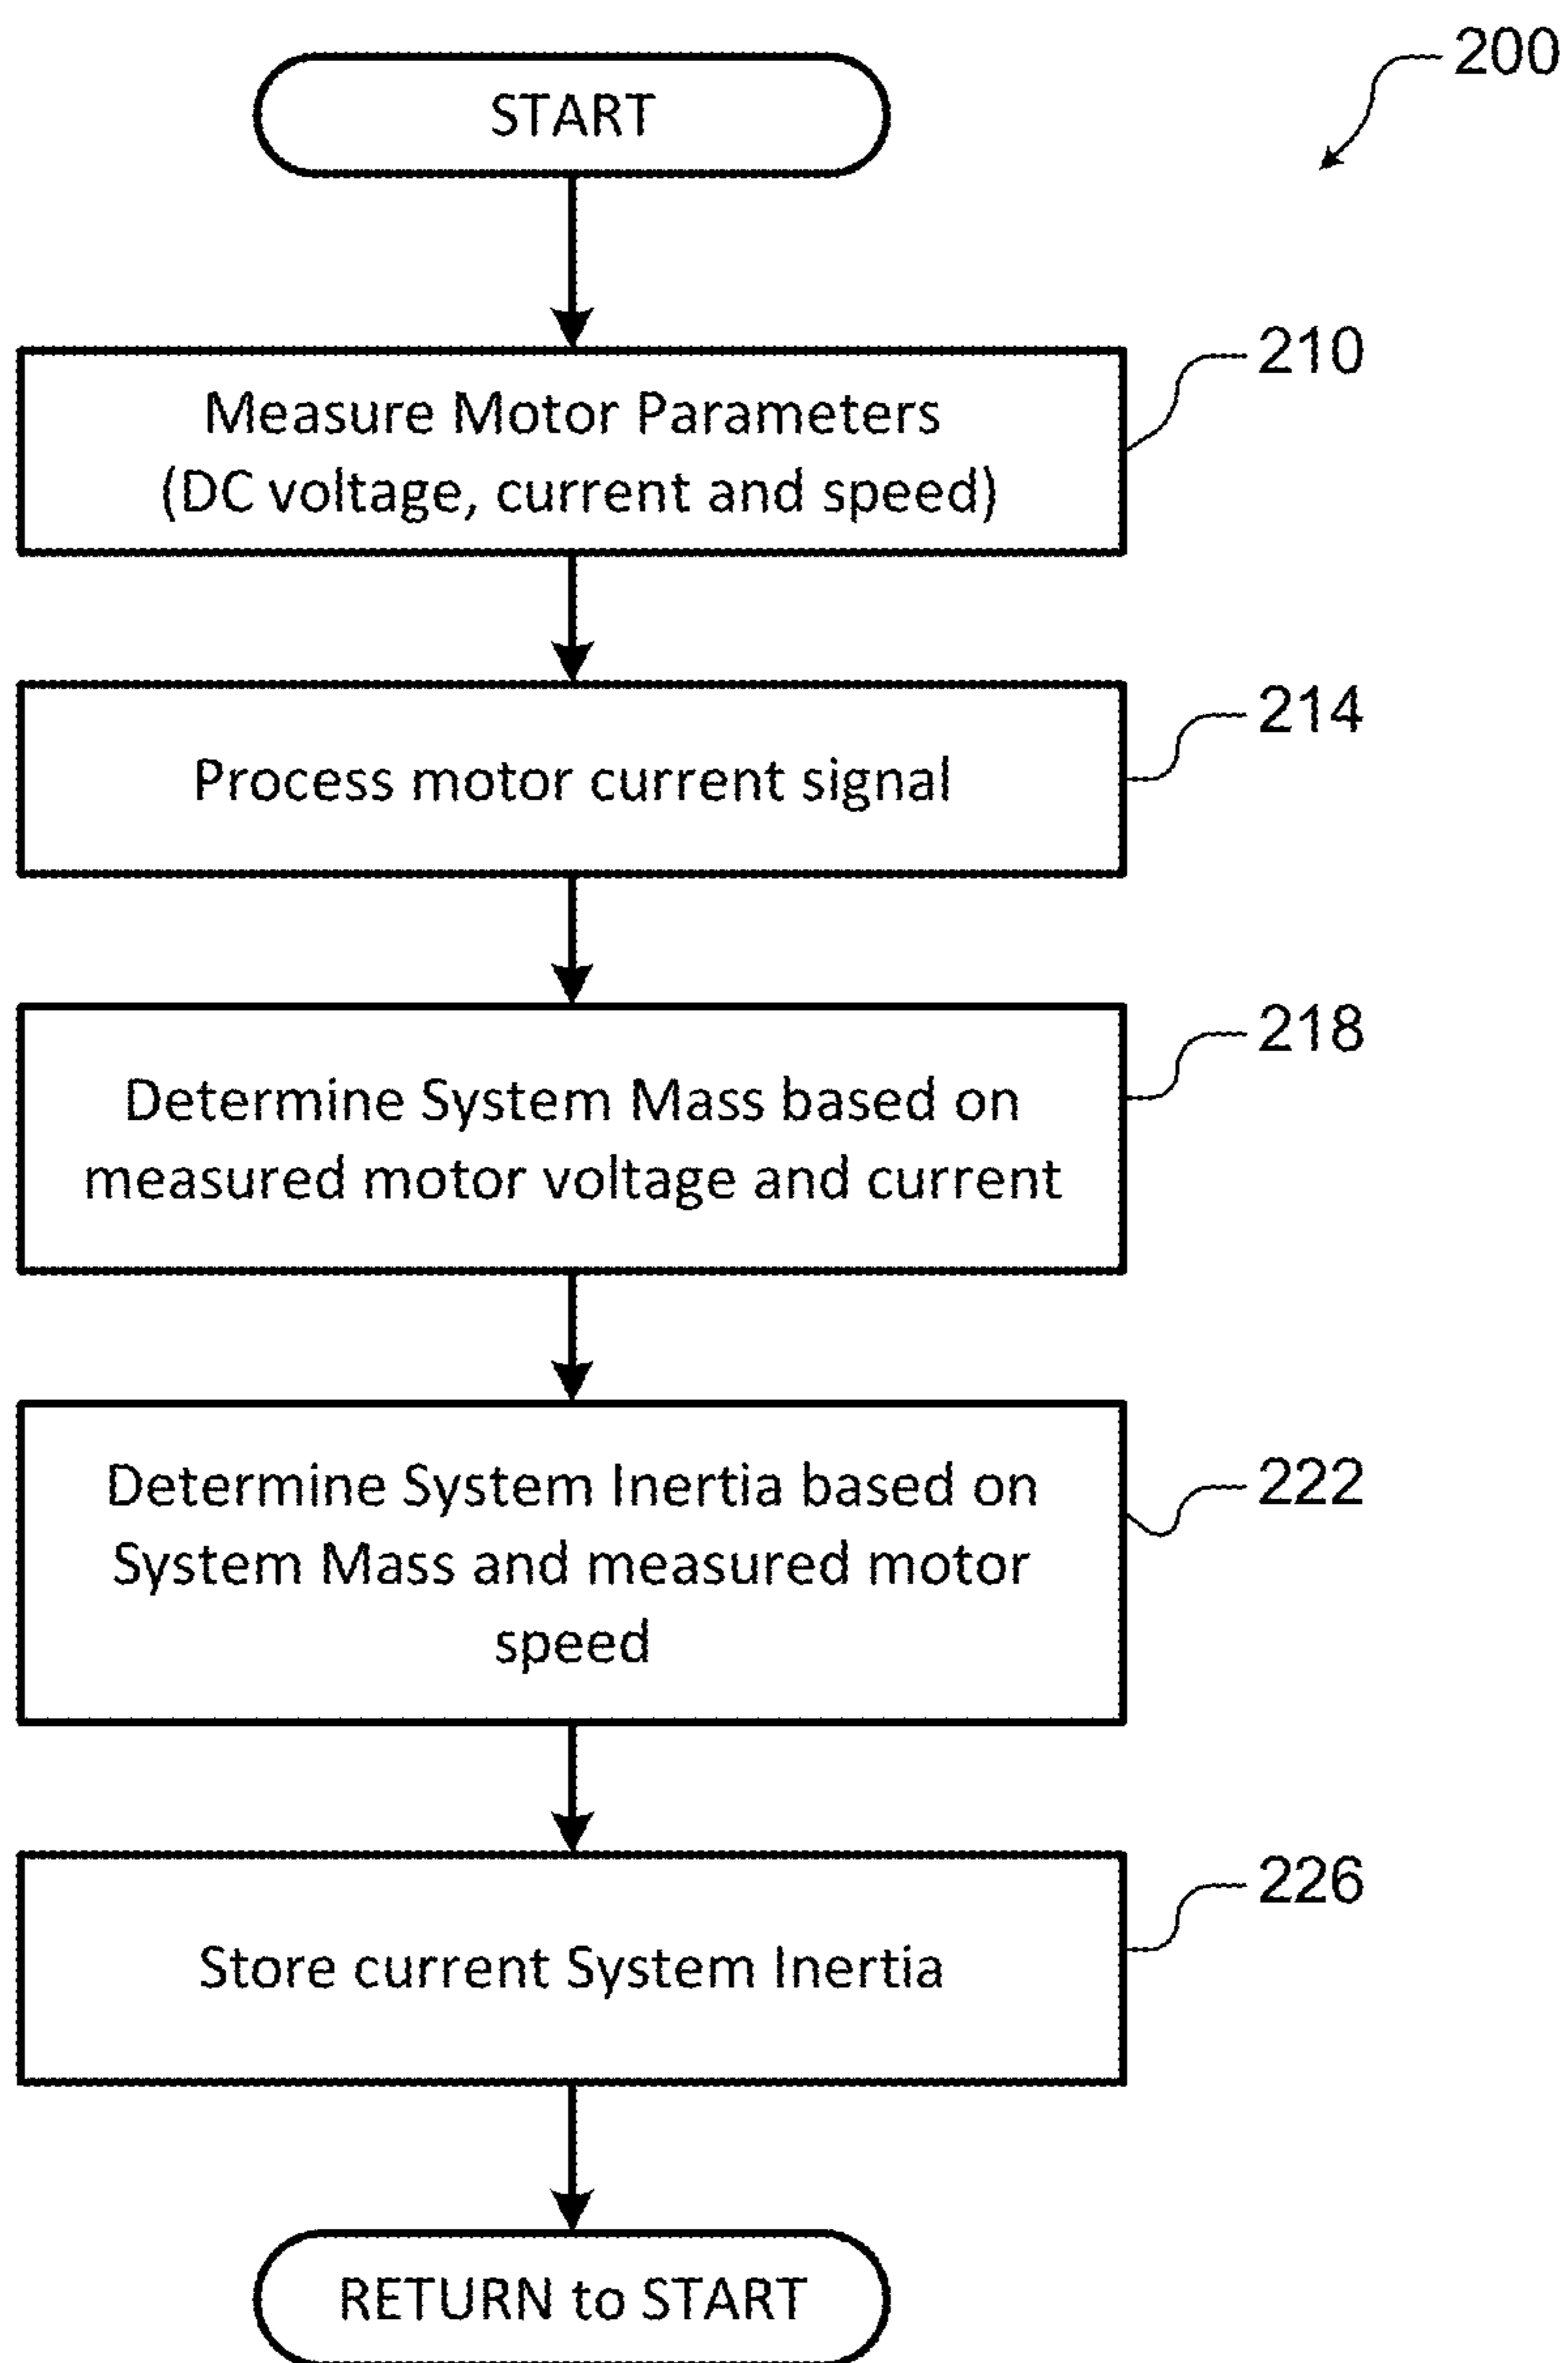 200
START
210
Measure Motor Parameters
(DC voltage, current and speed)
214
Process motor current signal
218
Determine System Mass based on
measured motor voltage and current
222
Determine System Inertia based on
System Mass and measured motor
speed
226
Store current System Inertia
RETURN to START